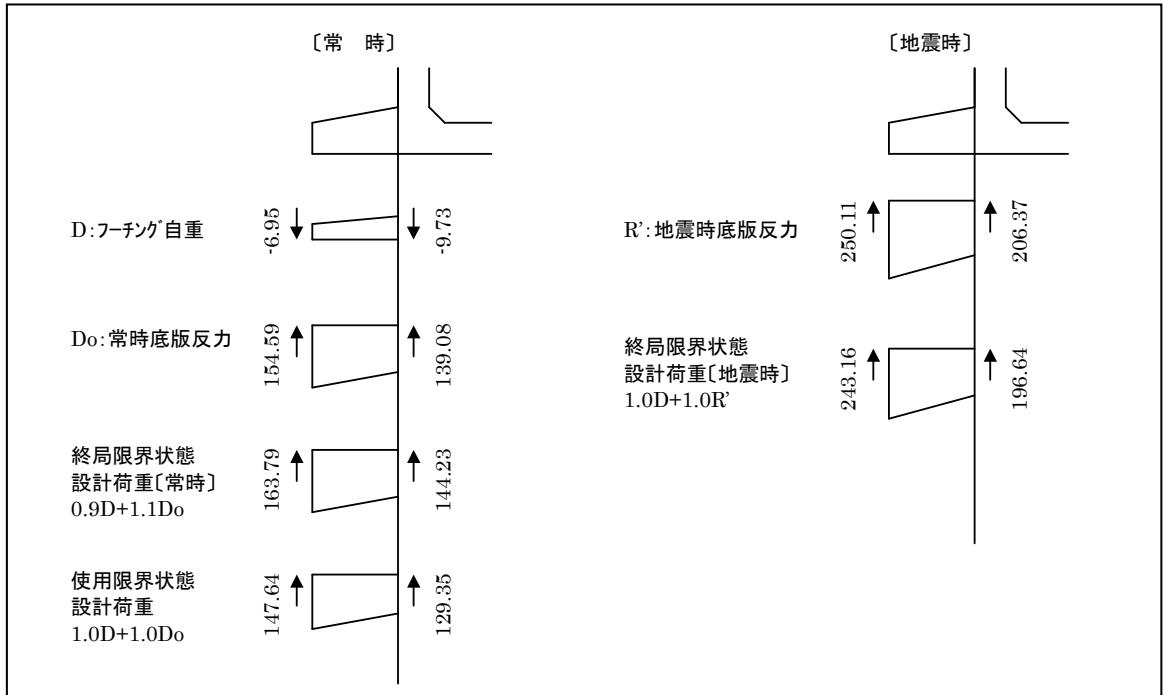 〔常　時〕
D:フーチング自重
-6.95
-9.73
Do:常時底版反力
154.59
139.08
終局限界状態
設計荷重〔常時〕
0.9D+1.1Do
163.79
144.23
使用限界状態
設計荷重
1.0D+1.0Do
147.64
129.35
〔地震時〕
R’:地震時底版反力
250.11
206.37
終局限界状態
設計荷重〔地震時〕
1.0D+1.0R’
243.16
196.64